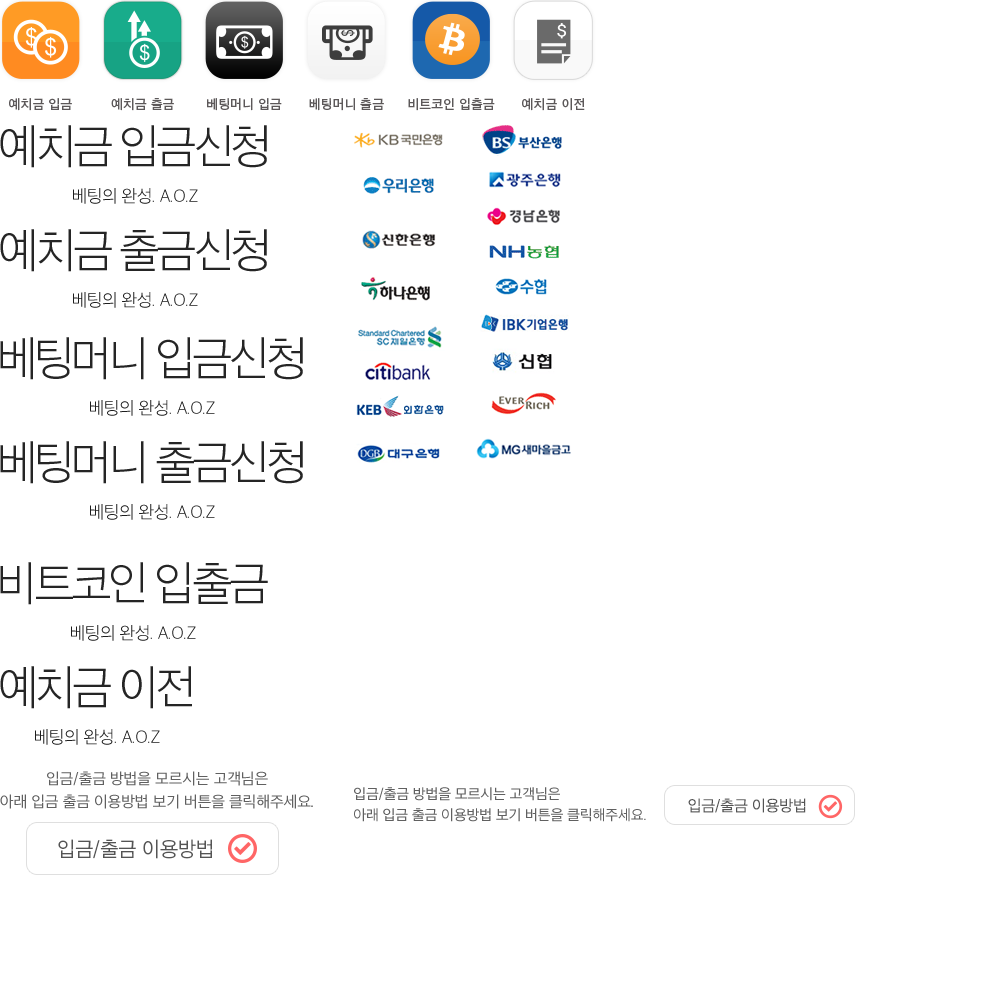 예치금 입금
예치금 출금
베팅머니 입금
베팅머니 출금
비트코인 입출금
예치금 이전
예치금 입금신청
베팅의 완성. A.O.Z
예치금 출금신청
베팅의 완성. A.O.Z
베팅머니 입금신청
베팅의 완성. A.O.Z
베팅머니 출금신청
베팅의 완성. A.O.Z
비트코인 입출금
베팅의 완성. A.O.Z
예치금 이전
베팅의 완성. A.O.Z
KB 국민은행
우리은행
신한은행
하나은행
Standard Chartered
SC제일은행
citibank
KEB 외환은행
DGB 대구은행
BS 부산은행
광주은행
경남은행
NH농협
수협
IBK기업은행
신협
EVER RICH
MG새마을금고
입금/출금 방법을 모르시는 고객님은
아래 입금 출금 이용방법 보기 버튼을 클릭해주세요.
입금/출금 이용방법
입금/출금 방법을 모르시는 고객님은
아래 입금 출금 이용방법 보기 버튼을 클릭해주세요.
입금/출금 이용방법